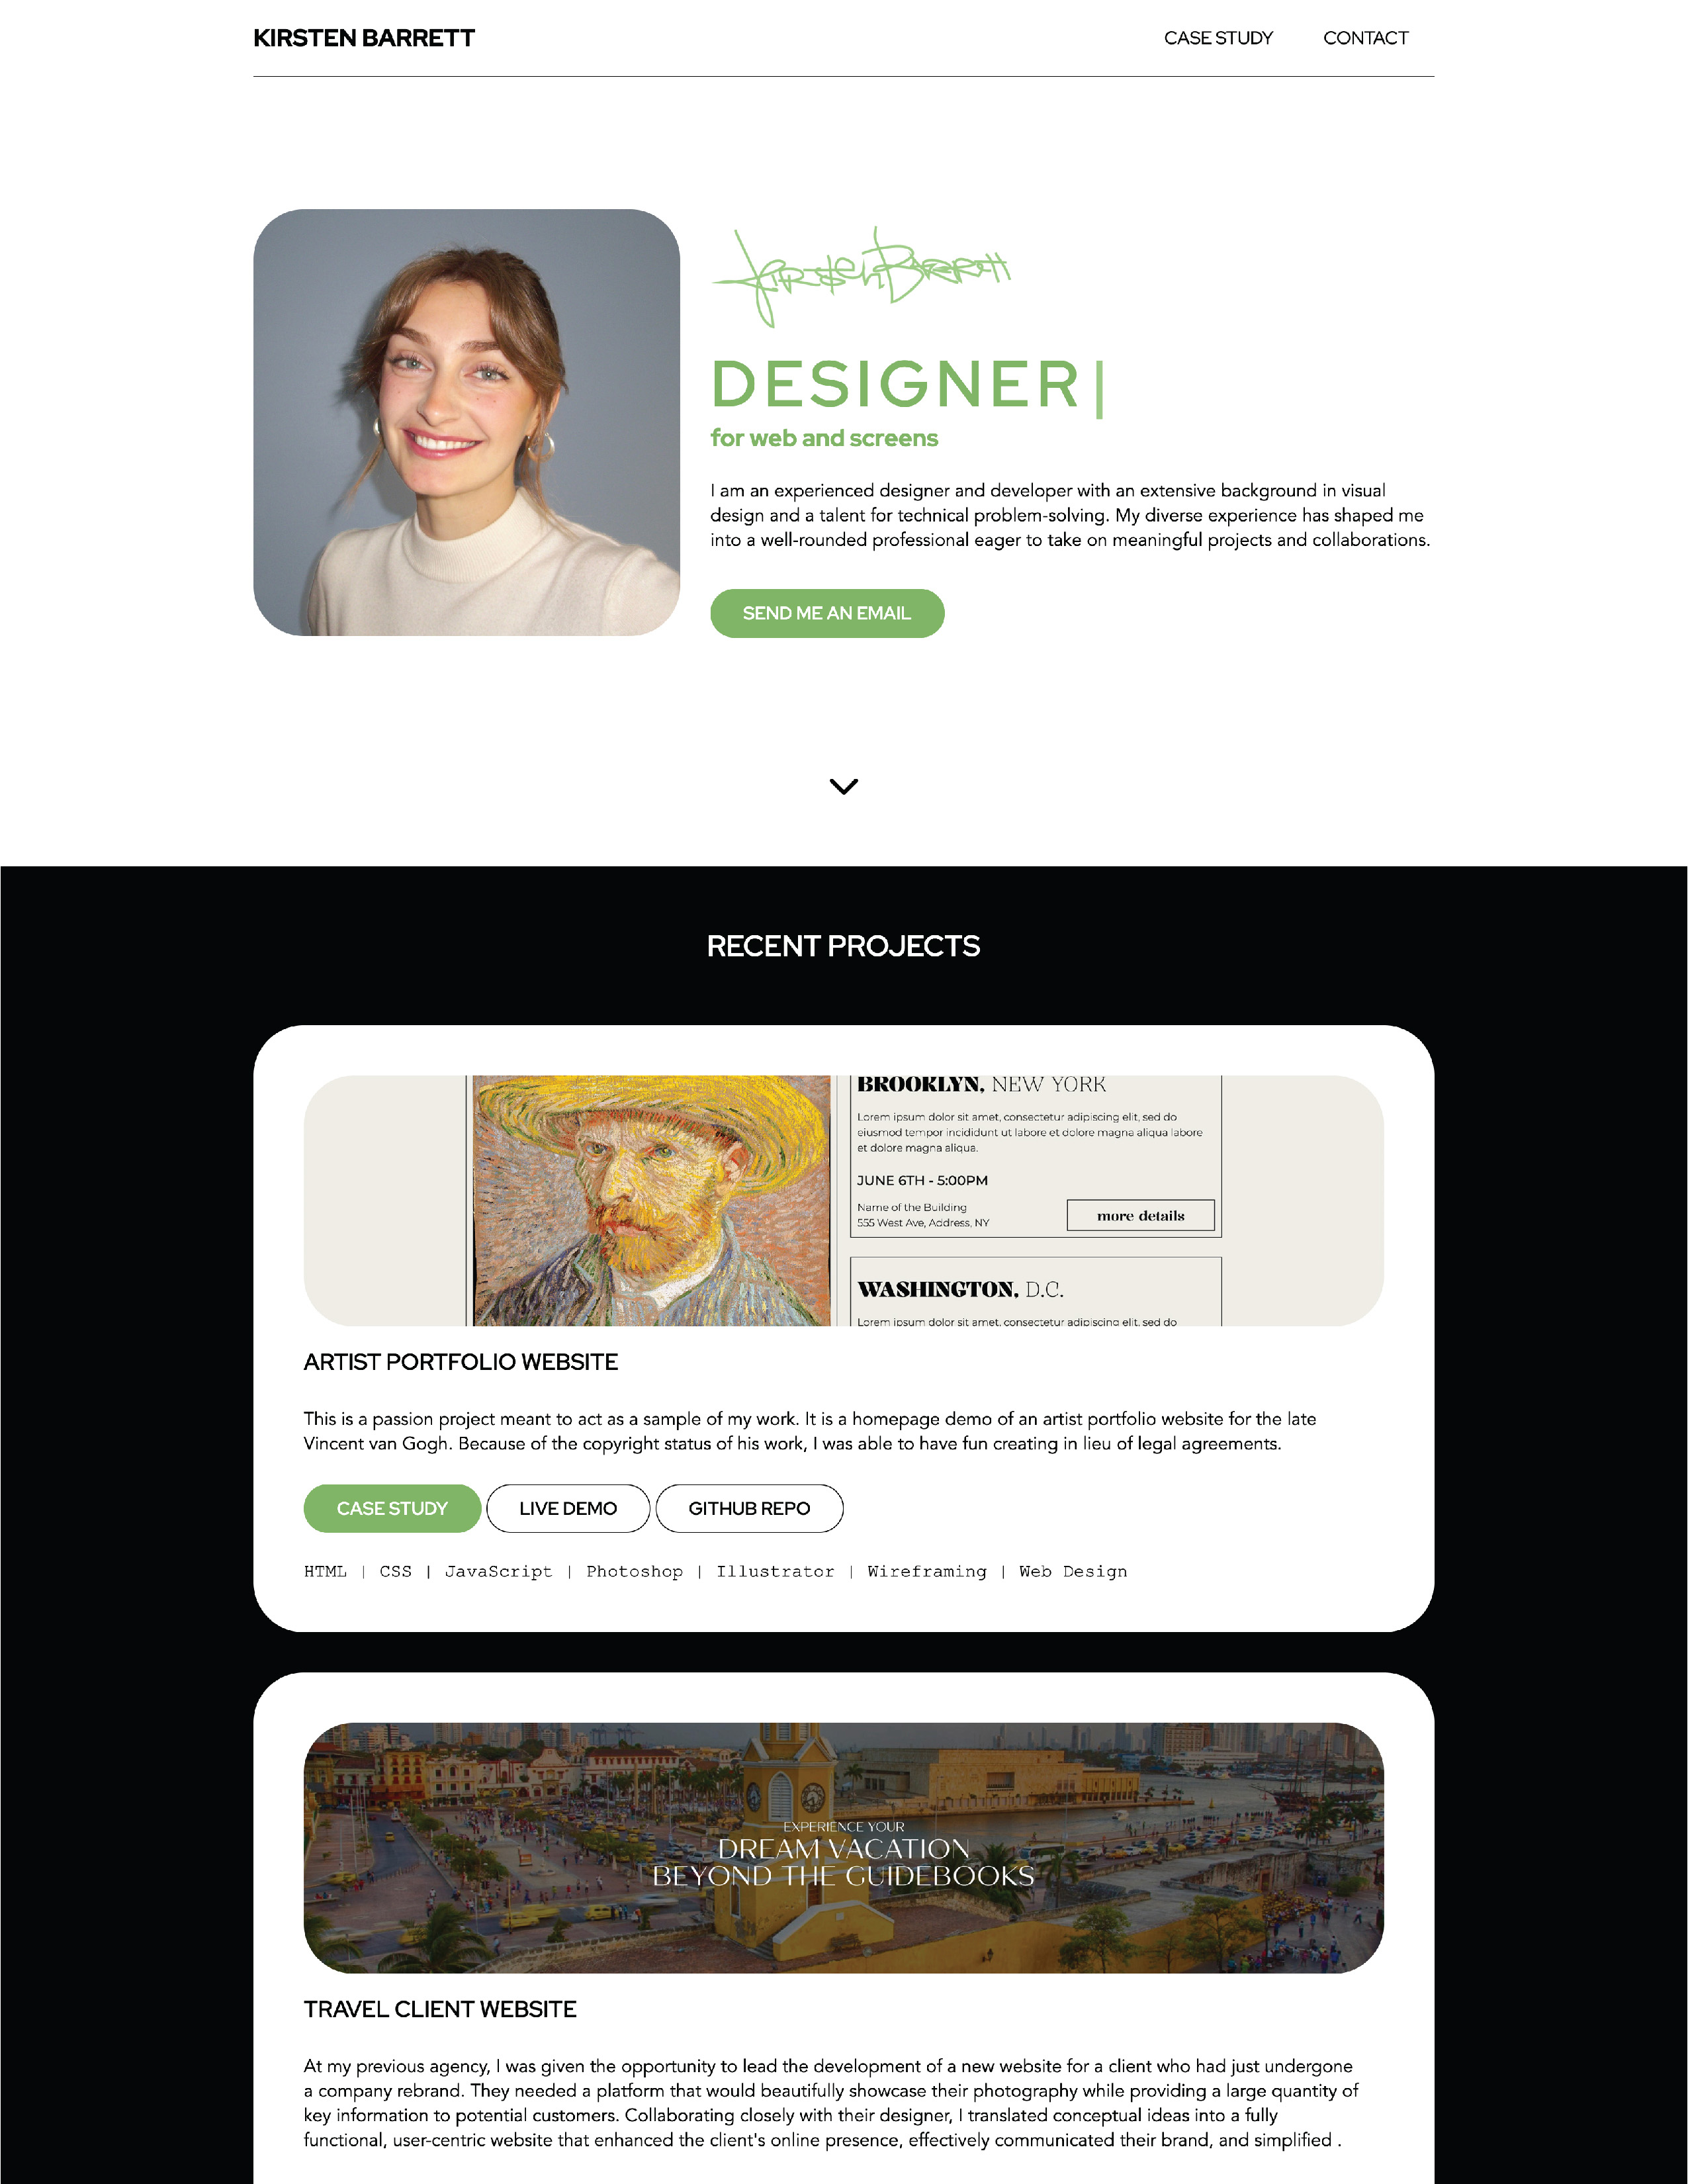 KIRSTEN BARRETT
CASE STUDY CONTACT
Kirsten Barrett
DESIGNER|
for web and screens
I am an experienced designer and developer with an extensive background in visual
design and a talent for technical problem-solving. My diverse experience has shaped me
into a well-rounded professional eager to take on meaningful projects and collaborations.
SEND ME AN EMAIL
RECENT PROJECTS
BROOKLYN, NEW YORK
Lorem ipsum dolor sit amet, consectetur adipiscing elit, sed do
eiusmod tempor incididunt ut labore et dolore magna aliqua labore
et dolore magna aliqua.
JUNE 6TH - 5:00PM
Name of the Building
555 West Ave, Address, NY
more details
WASHINGTON, D.C.
Lorem ipsum dolor sit amet, consectetur adipiscing elit, sed do
ARTIST PORTFOLIO WEBSITE
This is a passion project meant to act as a sample of my work. It is a homepage demo of an artist portfolio website for the late
Vincent van Gogh. Because of the copyright status of his work, I was able to have fun creating in lieu of legal agreements.
CASE STUDY LIVE DEMO GITHUB REPO
HTML | CSS | JavaScript | Photoshop | Illustrator | Wireframing | Web Design
EXPERIENCE YOUR
DREAM VACATION
BEYOND THE GUIDEBOOKS
TRAVEL CLIENT WEBSITE
At my previous agency, I was given the opportunity to lead the development of a new website for a client who had just undergone
a company rebrand. They needed a platform that would beautifully showcase their photography while providing a large quantity of
key information to potential customers. Collaborating closely with their designer, I translated conceptual ideas into a fully
functional, user-centric website that enhanced the client's online presence, effectively communicated their brand, and simplified .